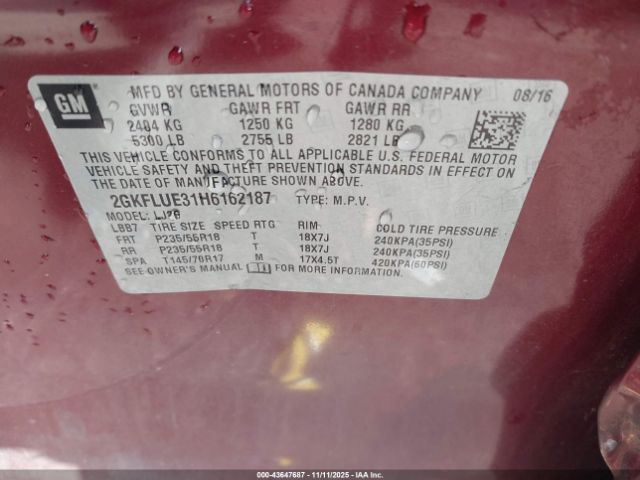 GM
MFD BY GENERAL MOTORS OF CANADA COMPANY 08/16
GVWR GAWR FRT GAWR RR
2404 KG 1250 KG 1280 KG
5300 LB 2755 LB 2821 LB
THIS VEHICLE CONFORMS TO ALL APPLICABLE U.S. FEDERAL MOTOR
VEHICLE SAFETY AND THEFT PREVENTION STANDARDS IN EFFECT ON
THE DATE OF MANUFACTURE SHOWN ABOVE.
2GKFLUE31H6162187 TYPE: M.P.V.
MODEL:
LBB7 TIRE SIZE SPEED RTG RIM COLD TIRE PRESSURE
FRT P235/55R18 T 18X7J 240KPA(35PSI)
RR P235/55R18 T 18X7J 240KPA(35PSI)
SPA T145/70R17 M 17X4.5T 420KPA(60PSI)
SEE OWNER'S MANUAL FOR MORE INFORMATION.
000-43647687 - 11/11/2025 - IAAI.COM